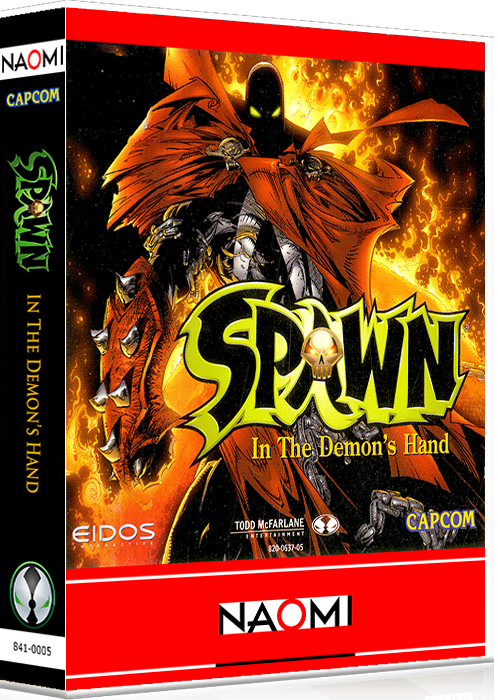 NAOMI
CAPCOM
SPAWN
IN THE DEMON'S HAND
841-0005
SPAWN
In The Demon's Hand
EIDOS
INTERACTIVE
TODD McFARLANE
ENTERTAINMENT
820-0637-05
CAPCOM
NAOMI